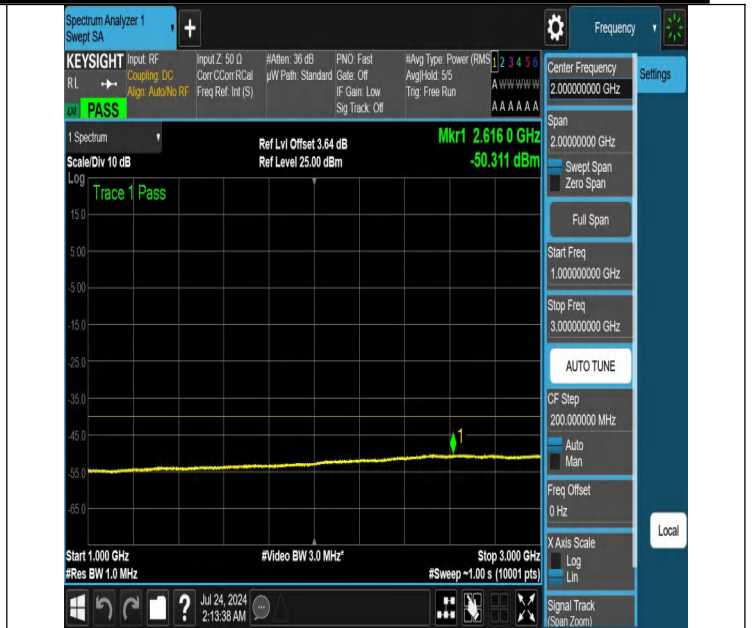 Spectrum Analyzer 1
Swept SA
Frequency
KEYSIGHT
RL
LXI
PASS
Input: RF
Coupling: DC
Align: Auto/No RF
Input Z: 50 Ω
Corr CCorr RCal
Freq Ref: Int (S)
#Atten: 36 dB
µW Path: Standard
PNO: Fast
Gate: Off
IF Gain: Low
Sig Track: Off
#Avg Type: Power (RMS
Avg|Hold: 5/5
Trig: Free Run
1 2 3 4 5 6
A W W W W W
A A A A A A
1 Spectrum
Scale/Div 10 dB
Ref Lvl Offset 3.64 dB
Ref Level 25.00 dBm
Mkr1 2.616 0 GHz
-50.311 dBm
Log
Trace 1 Pass
15.0
5.00
-5.00
-15.0
-25.0
-35.0
-45.0
-55.0
-65.0
1
Start 1.000 GHz
#Res BW 1.0 MHz
#Video BW 3.0 MHz*
Stop 3.000 GHz
#Sweep ~1.00 s (10001 pts)
?
Jul 24, 2024
2:13:38 AM
Center Frequency
2.000000000 GHz
Settings
Span
2.00000000 GHz
Swept Span
Zero Span
Full Span
Start Freq
1.000000000 GHz
Stop Freq
3.000000000 GHz
AUTO TUNE
CF Step
200.000000 MHz
Auto
Man
Freq Offset
0 Hz
X Axis Scale
Log
Lin
Local
Signal Track
(Span Zoom)